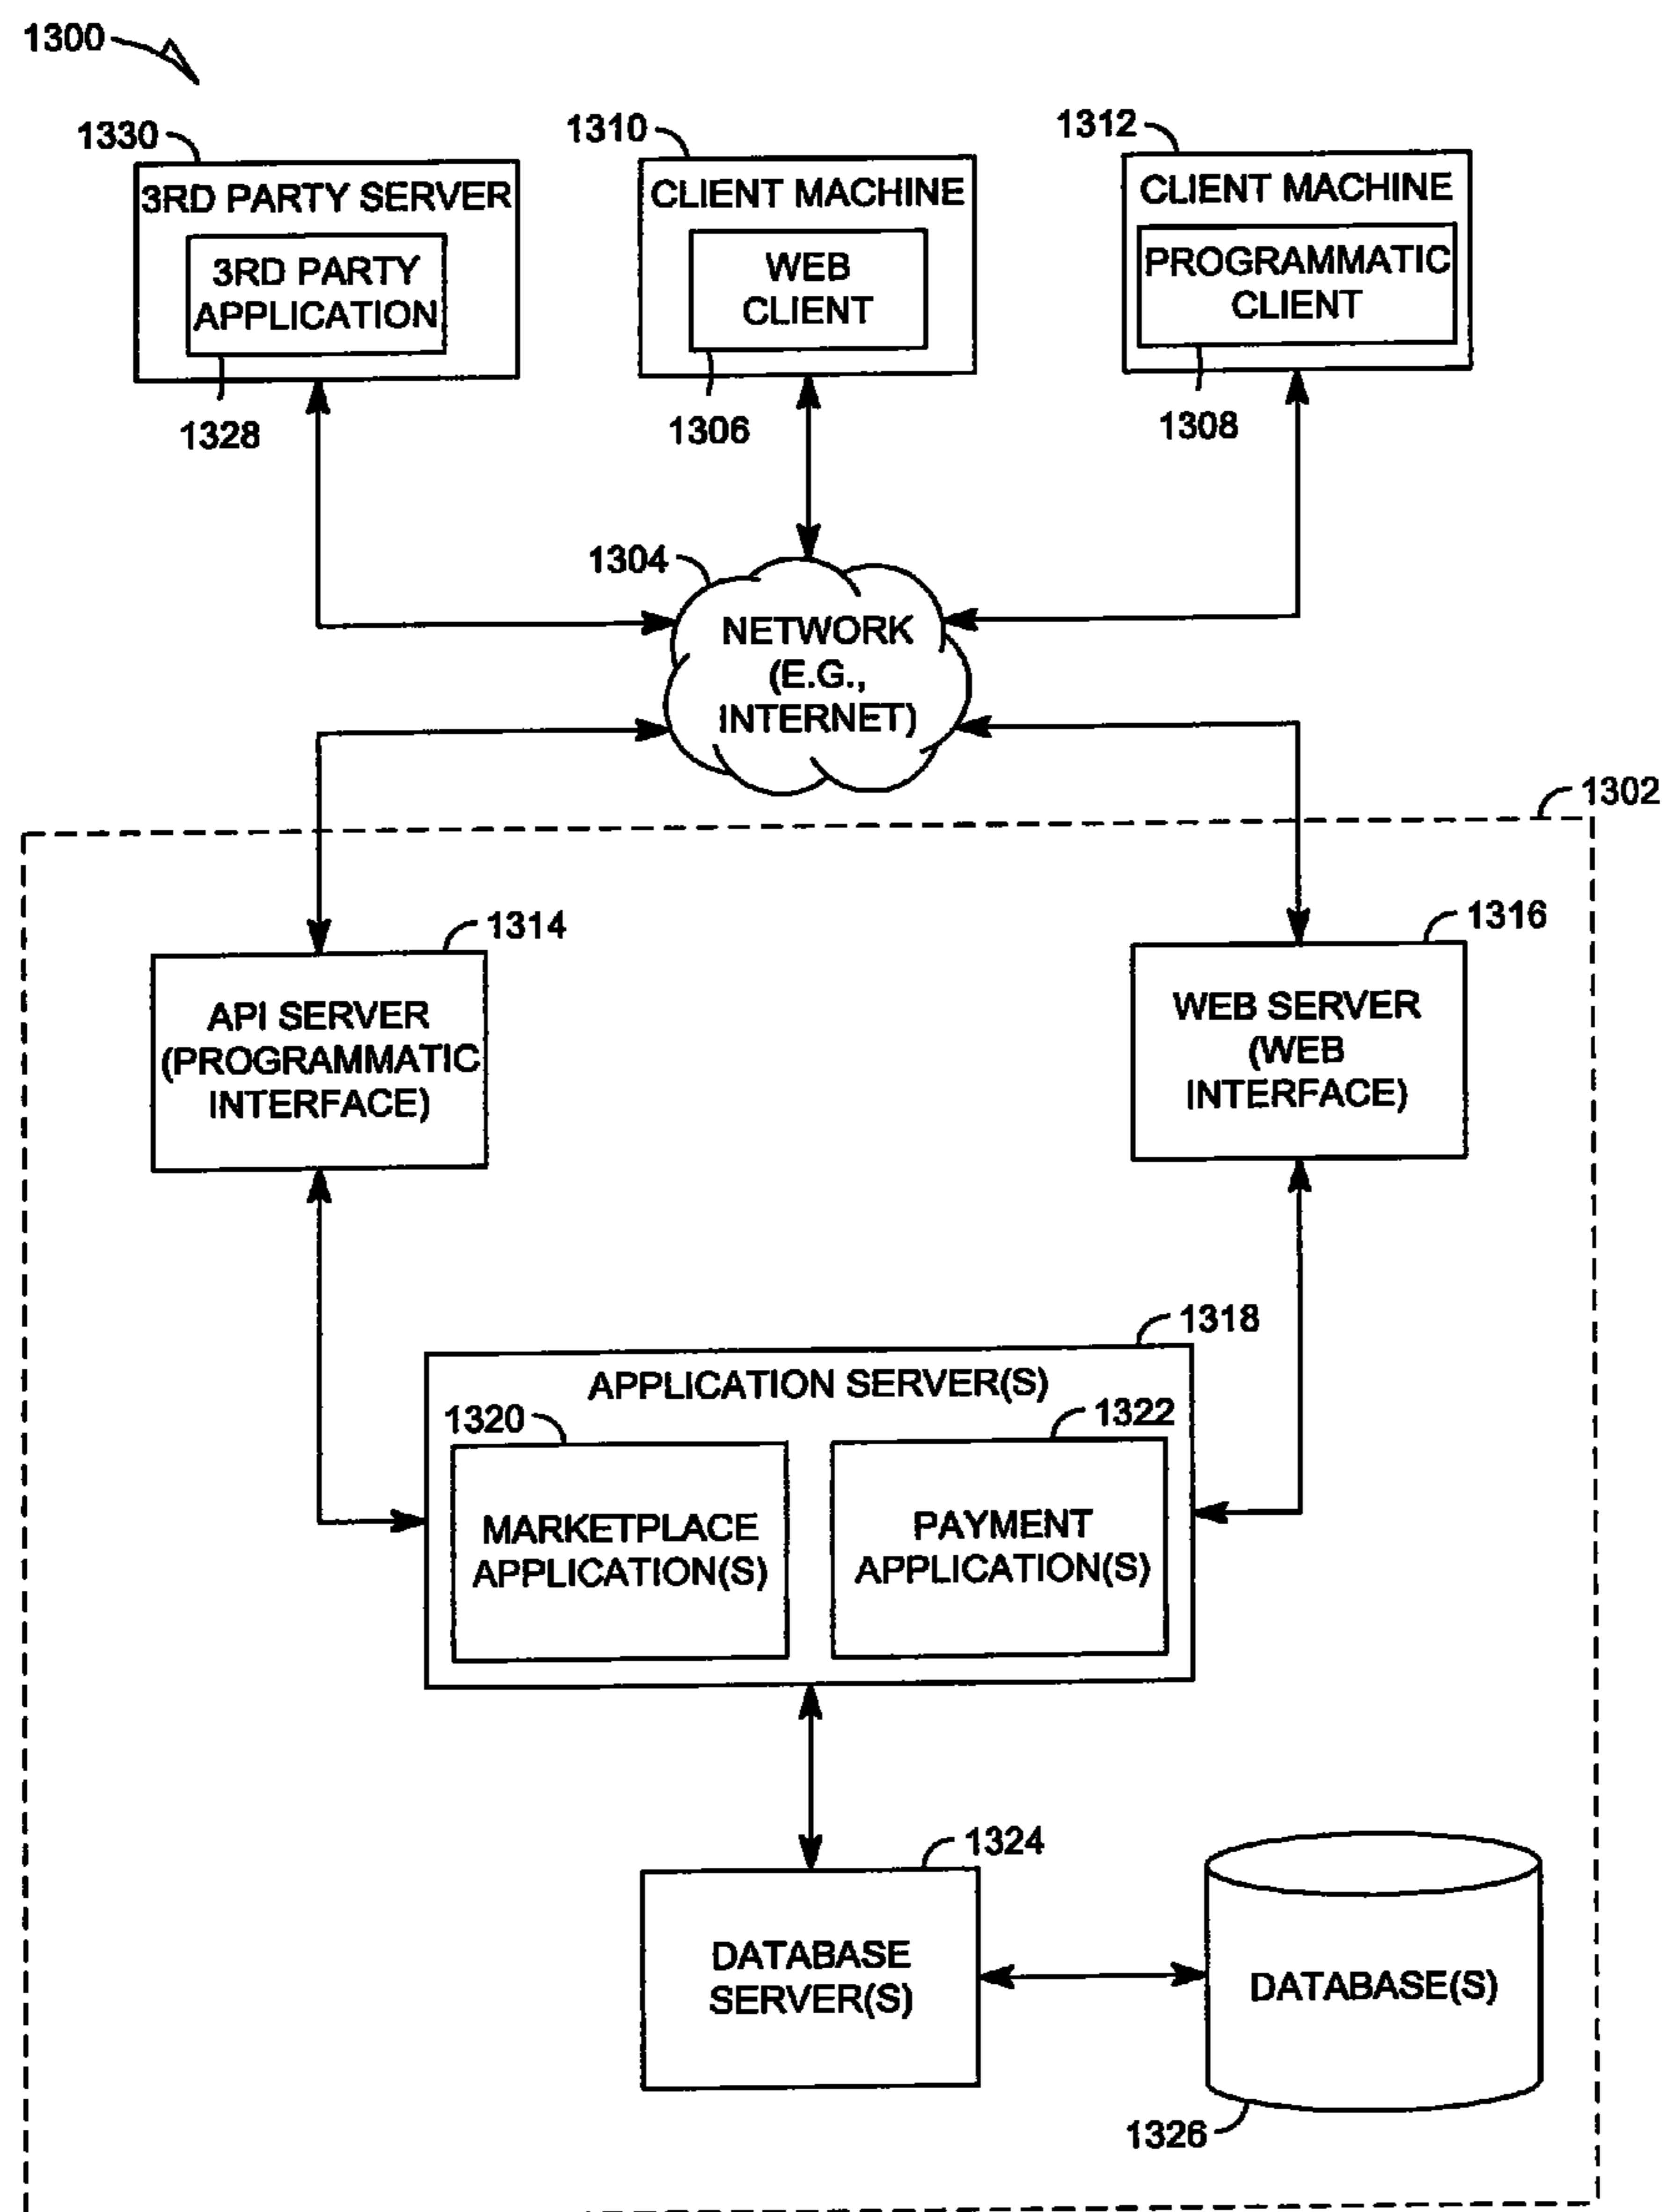 1300
1330
1310
1312
3RD PARTY SERVER
CLIENT MACHINE
CLIENT MACHINE
3RD PARTY
APPLICATION
WEB
CLIENT
PROGRAMMATIC
CLIENT
1328
1306
1308
1304
NETWORK
(E.G.,
INTERNET)
1302
1314
1316
API SERVER
(PROGRAMMATIC
INTERFACE)
WEB SERVER
(WEB
INTERFACE)
1318
APPLICATION SERVER(S)
1320
1322
MARKETPLACE
APPLICATION(S)
PAYMENT
APPLICATION(S)
1324
DATABASE
SERVER(S)
DATABASE(S)
1326